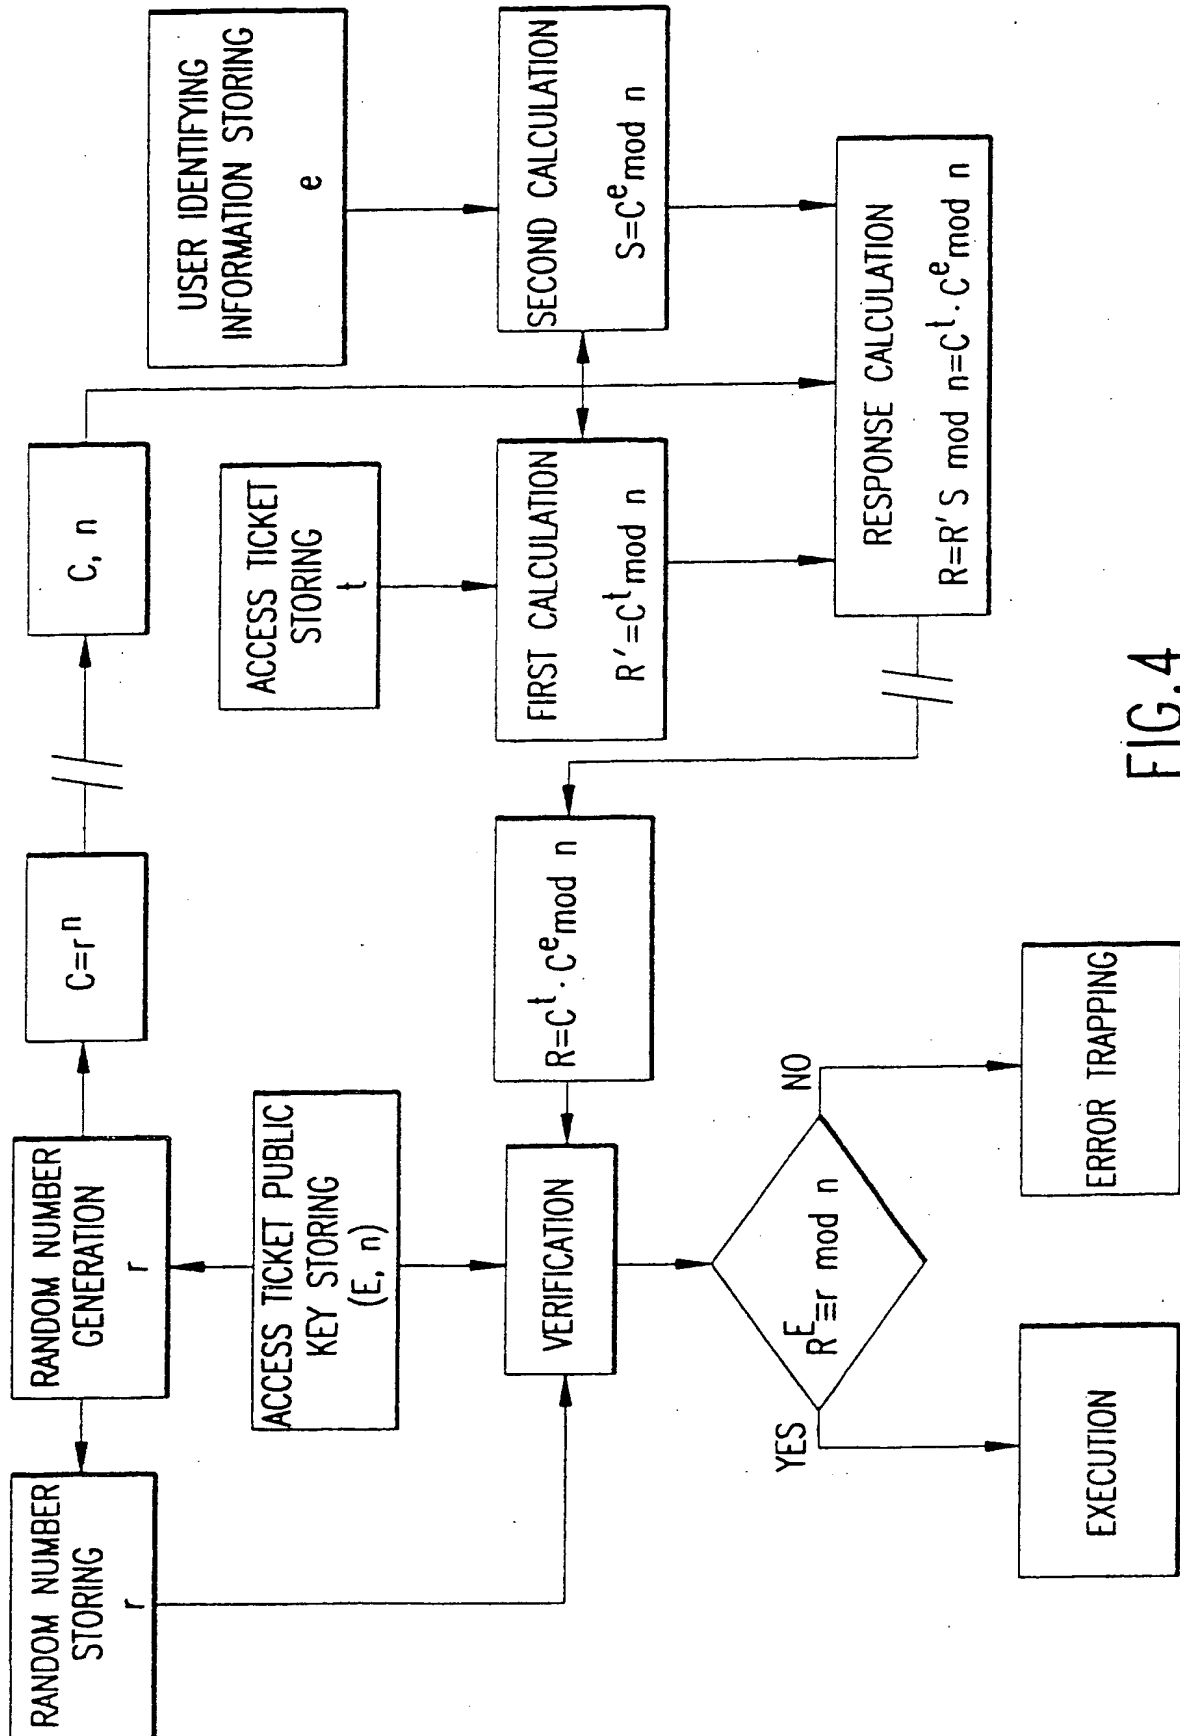 RANDOM NUMBER
STORING
r
RANDOM NUMBER
GENERATION
r
C=r^n
C, n
USER IDENTIFYING
INFORMATION STORING
e
ACCESS TICKET PUBLIC
KEY STORING
(E, n)
ACCESS TICKET
STORING
t
VERIFICATION
R=C^t·C^e mod n
FIRST CALCULATION
R′=C^t mod n
SECOND CALCULATION
S=C^e mod n
YES
R^E≡r mod n
NO
RESPONSE CALCULATION
R=R′S mod n=C^t·C^e mod n
EXECUTION
ERROR TRAPPING
FIG.4